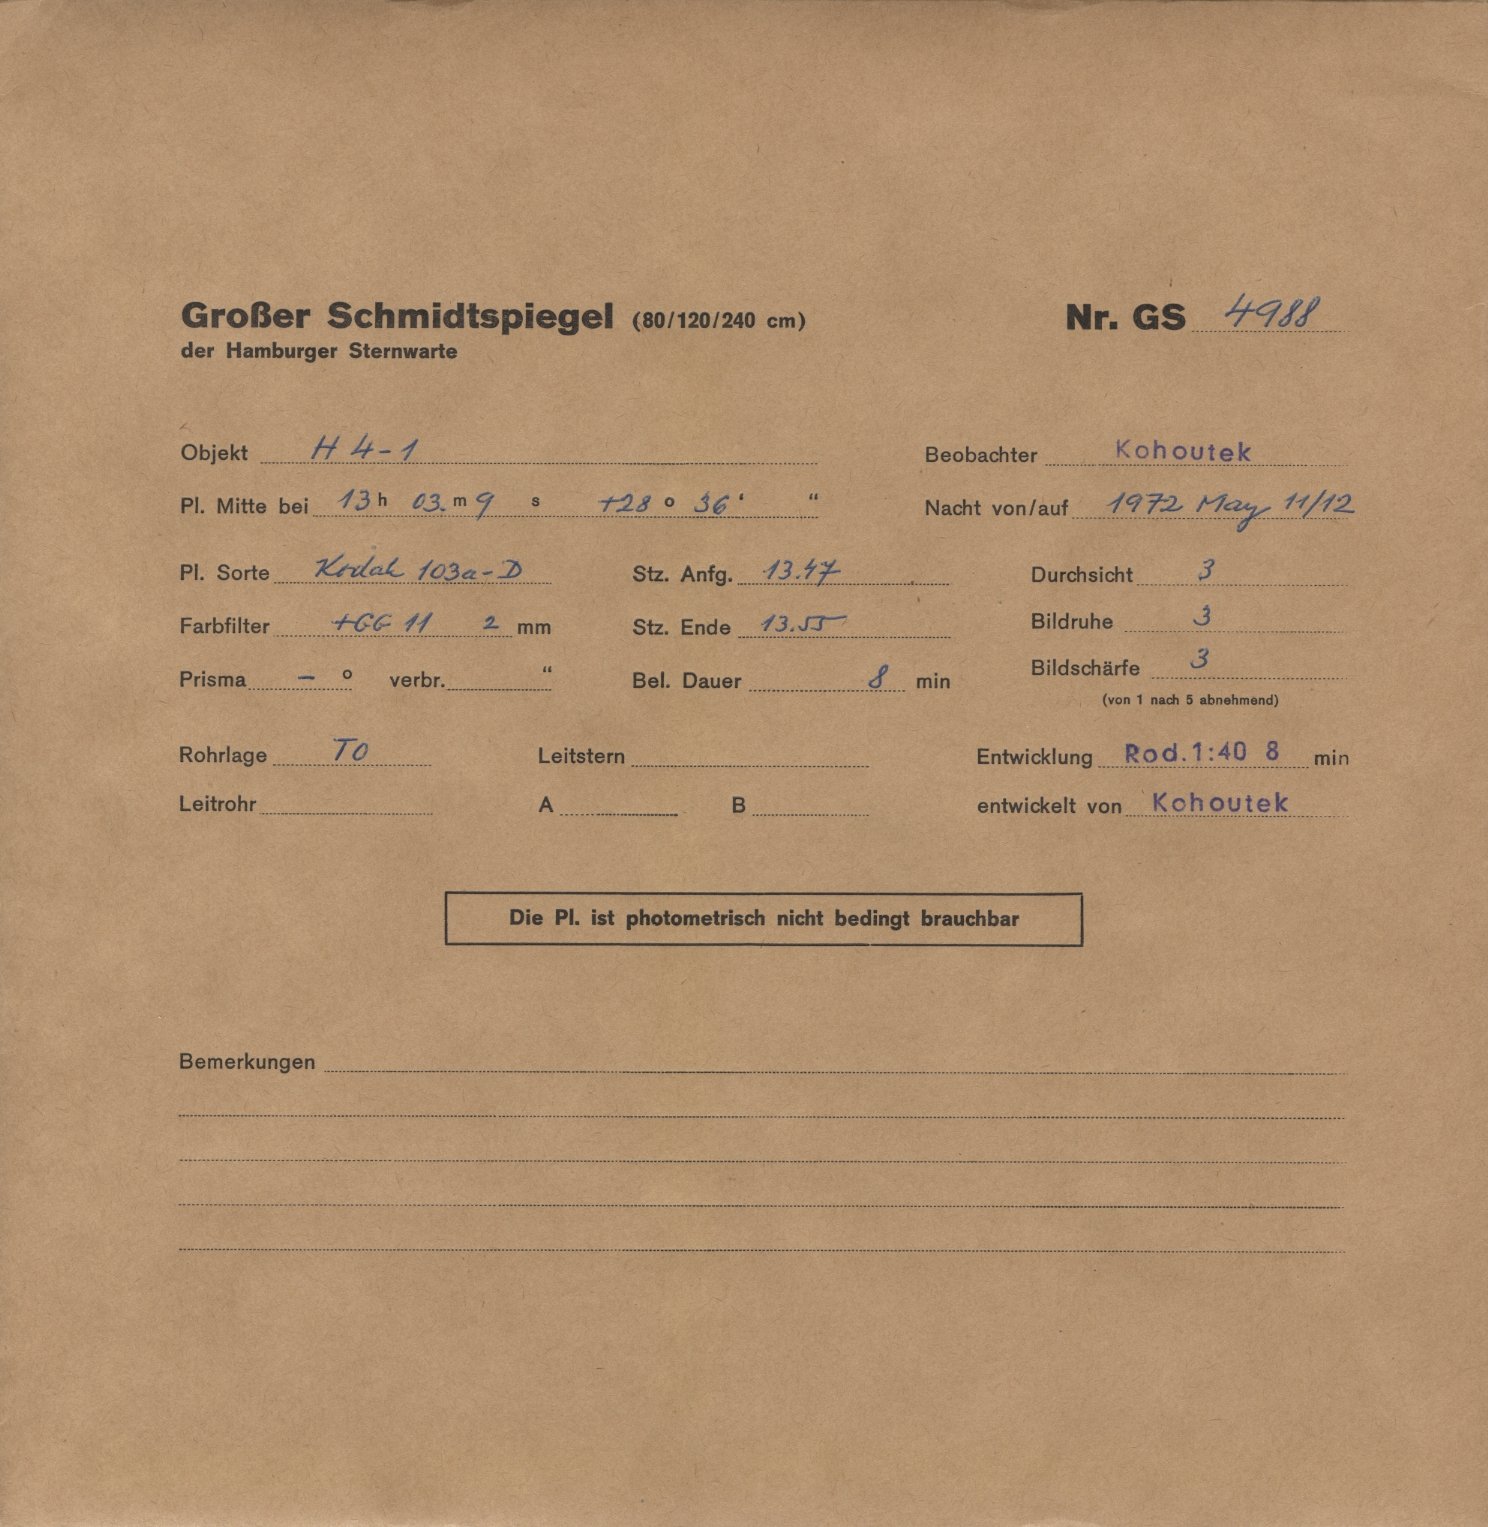 Großer Schmidtspiegel (80/120/240 cm) Nr. GS 4988
der Hamburger Sternwarte
Objekt H 4-1 Beobachter Kohoutek
Pl. Mitte bei 13 h 03. m 9 s +28 o 36 ' " Nacht von/auf 1972 May 11/12
Pl. Sorte Kodak 103a-D Stz. Anfg. 13.47 Durchsicht 3
Farbfilter +GG 11 2 mm Stz. Ende 13.55 Bildruhe 3
Prisma – o verbr. " Bel. Dauer 8 min Bildschärfe 3
(von 1 nach 5 abnehmend)
Rohrlage TO Leitstern Entwicklung Rod.1:40 8 min
Leitrohr A B entwickelt von Kohoutek
Die Pl. ist photometrisch nicht bedingt brauchbar
Bemerkungen